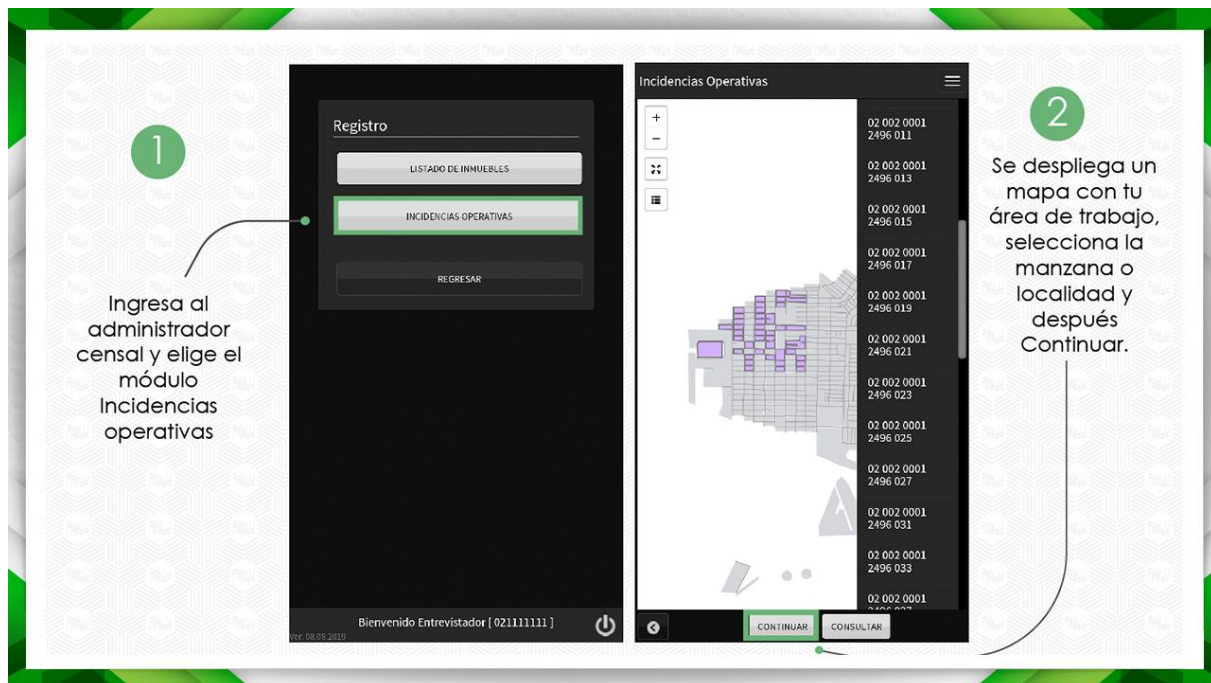 1
Ingresa al
administrador
censal y elige el
módulo
Incidencias
operativas
Registro
LISTADO DE INMUEBLES
INCIDENCIAS OPERATIVAS
REGRESAR
Bienvenido Entrevistador [ 021111111 ]
Ver. 08.09.2019
Incidencias Operativas
+
−
02 002 0001
2496 011
02 002 0001
2496 013
02 002 0001
2496 015
02 002 0001
2496 017
02 002 0001
2496 019
02 002 0001
2496 021
02 002 0001
2496 023
02 002 0001
2496 025
02 002 0001
2496 027
02 002 0001
2496 031
02 002 0001
2496 033
02 002 0001
CONTINUAR
CONSULTAR
2
Se despliega un
mapa con tu
área de trabajo,
selecciona la
manzana o
localidad y
después
Continuar.